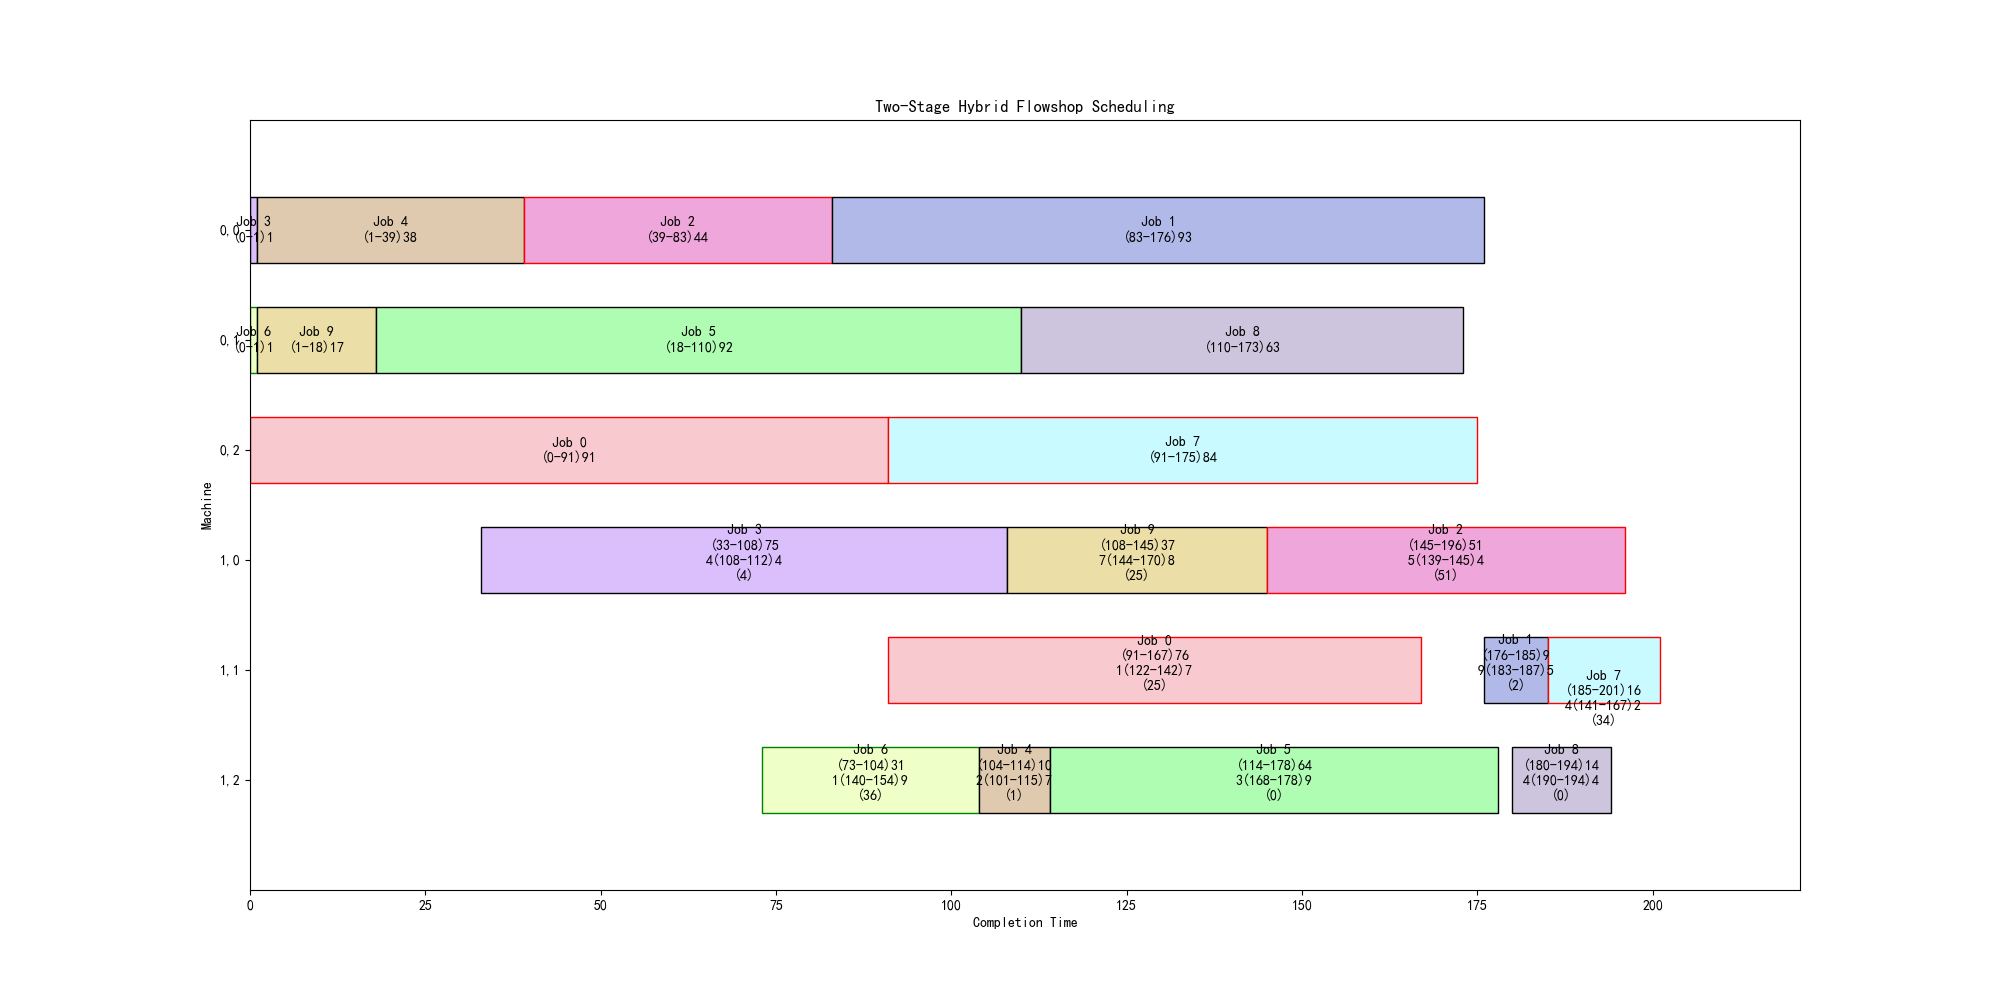 Two-Stage Hybrid Flowshop Scheduling
0,0
Job 3
(0-1)1
Job 4
(1-39)38
Job 2
(39-83)44
Job 1
(83-176)93
0,1
Job 6
(0-1)1
Job 9
(1-18)17
Job 5
(18-110)92
Job 8
(110-173)63
0,2
Job 0
(0-91)91
Job 7
(91-175)84
Machine
1,0
Job 3
(33-108)75
4(108-112)4
(4)
Job 9
(108-145)37
7(144-170)8
(25)
Job 2
(145-196)51
5(139-145)4
(51)
1,1
Job 0
(91-167)76
1(122-142)7
(25)
Job 1
(176-185)9
9(183-187)5
(2)
Job 7
(185-201)16
4(141-167)2
(34)
1,2
Job 6
(73-104)31
1(140-154)9
(36)
Job 4
(104-114)10
2(101-115)7
(1)
Job 5
(114-178)64
3(168-178)9
(0)
Job 8
(180-194)14
4(190-194)4
(0)
0 25 50 75 100 125 150 175 200
Completion Time